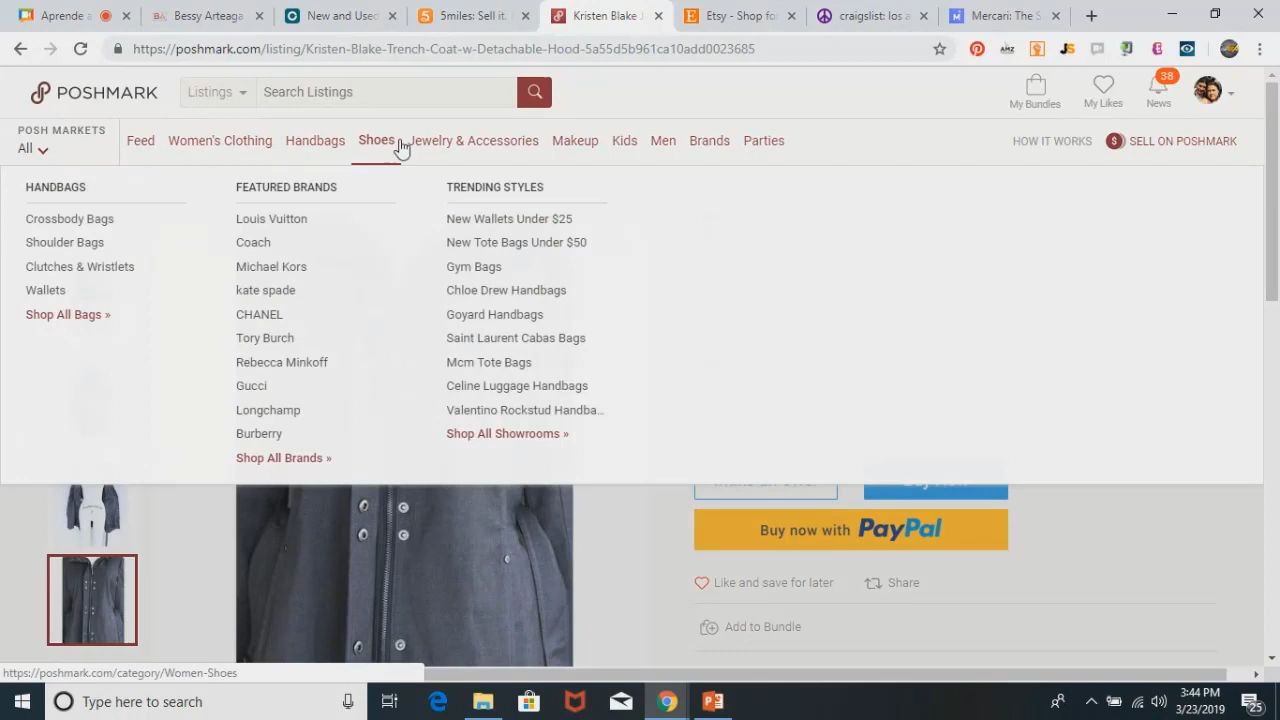 Aprende a
Bessy Arteaga
New and Used
5miles: Sell it.
Kristen Blake J
Etsy - Shop for
craigslist: los a
Mercari: The S
https://poshmark.com/listing/Kristen-Blake-Trench-Coat-w-Detachable-Hood-5a55d5b961ca10add0023685
POSHMARK
Listings
Search Listings
My Bundles
My Likes
38
News
POSH MARKETS
All
Feed
Women's Clothing
Handbags
Shoes
Jewelry & Accessories
Makeup
Kids
Men
Brands
Parties
HOW IT WORKS
SELL ON POSHMARK
HANDBAGS
Crossbody Bags
Shoulder Bags
Clutches & Wristlets
Wallets
Shop All Bags »
FEATURED BRANDS
Louis Vuitton
Coach
Michael Kors
kate spade
CHANEL
Tory Burch
Rebecca Minkoff
Gucci
Longchamp
Burberry
Shop All Brands »
TRENDING STYLES
New Wallets Under $25
New Tote Bags Under $50
Gym Bags
Chloe Drew Handbags
Goyard Handbags
Saint Laurent Cabas Bags
Mcm Tote Bags
Celine Luggage Handbags
Valentino Rockstud Handba...
Shop All Showrooms »
Buy now with PayPal
Like and save for later
Share
Add to Bundle
https://poshmark.com/category/Women-Shoes
Type here to search
3:44 PM
3/23/2019
25